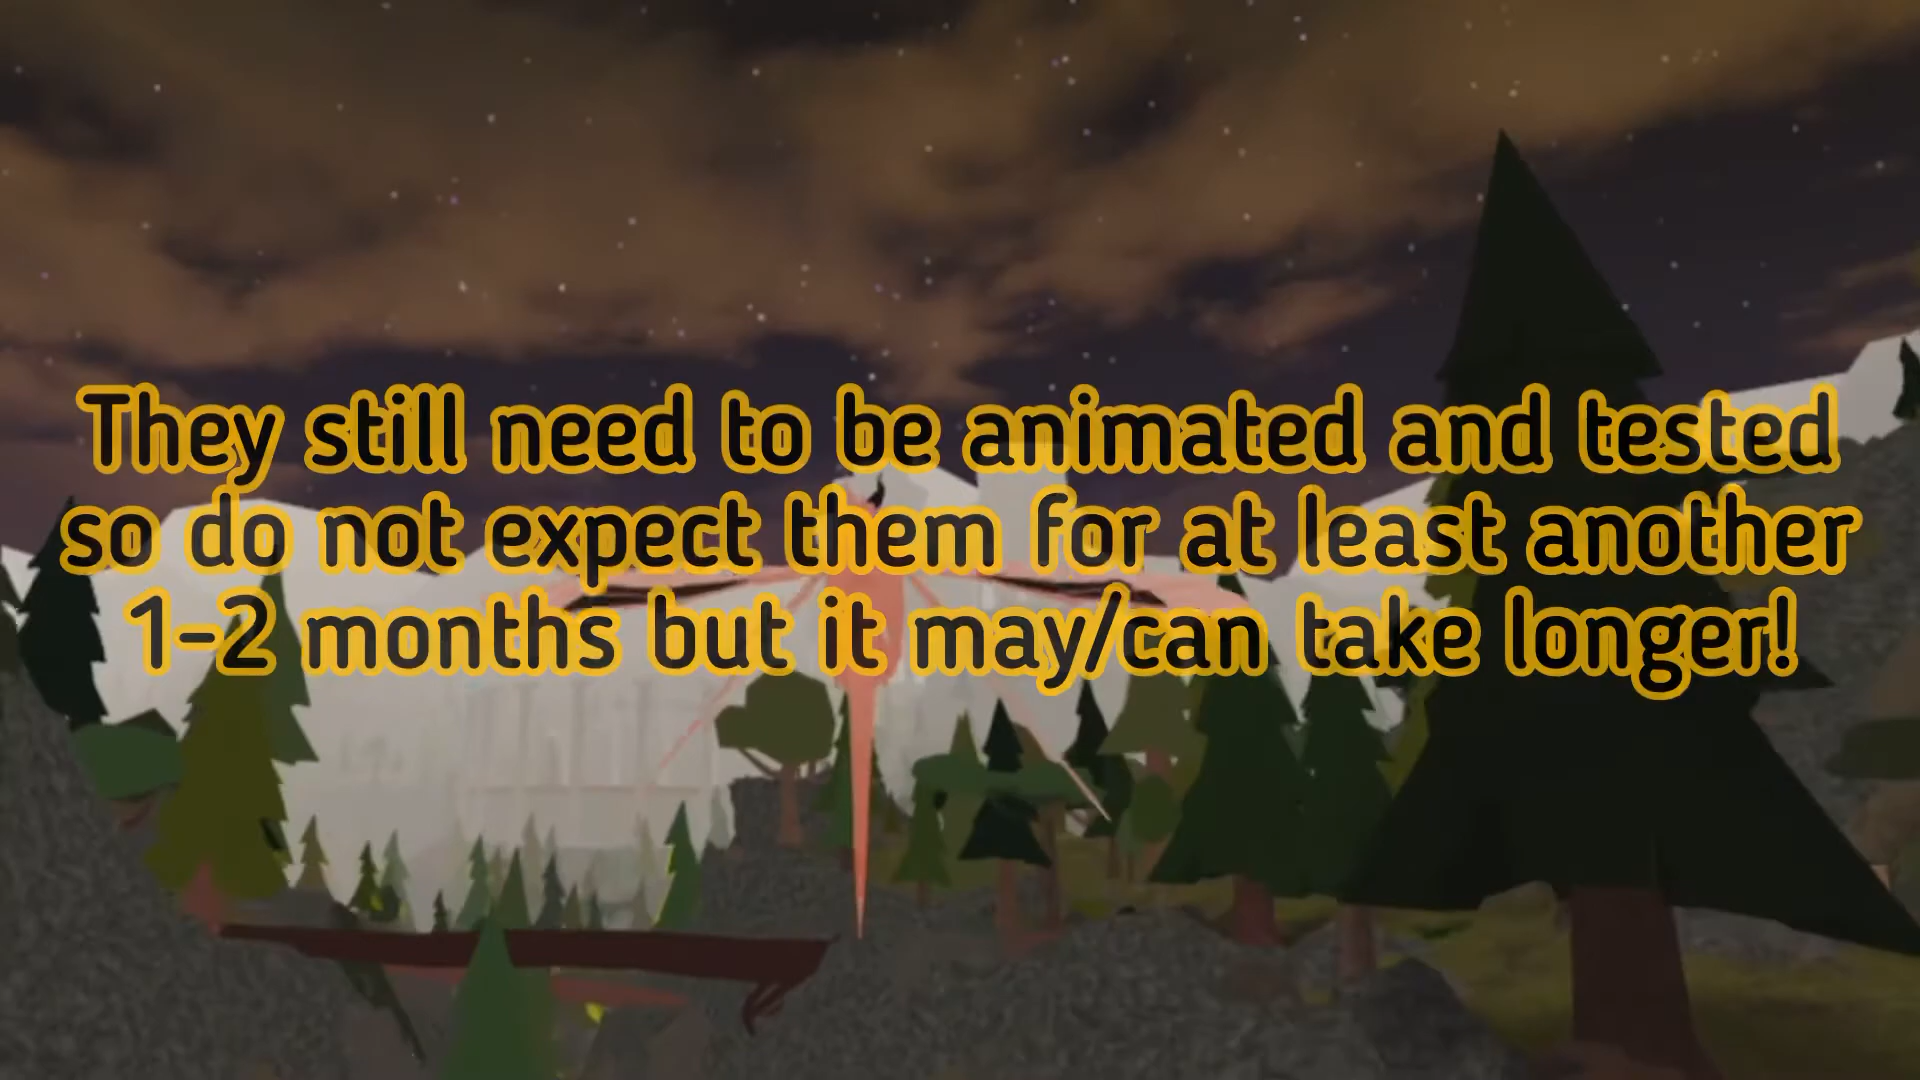 They still need to be animated and tested
so do not expect them for at least another
1-2 months but it may/can take longer!